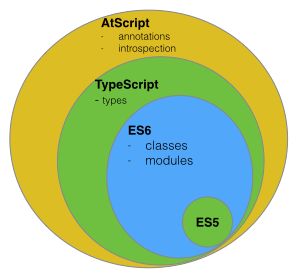 AtScript
- annotations
- introspection
TypeScript
- types
ES6
- classes
- modules
ES5